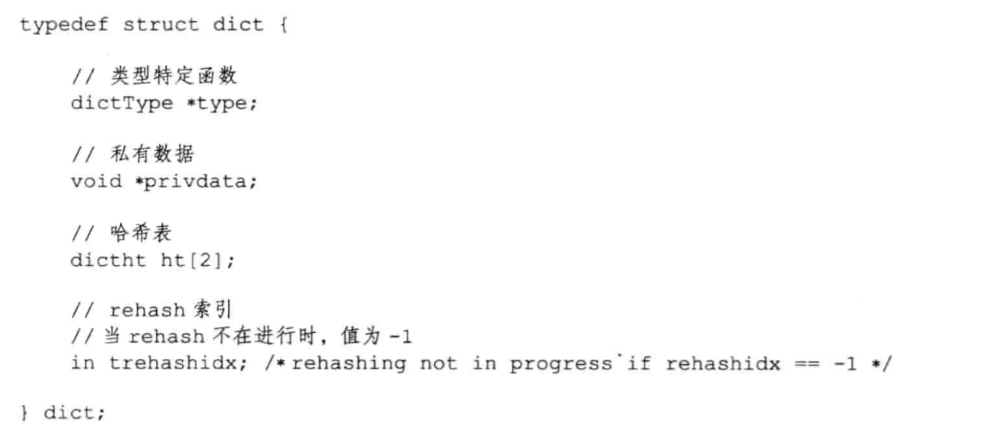 typedef struct dict {
// 类型特定函数
dictType *type;
// 私有数据
void *privdata;
// 哈希表
dictht ht[2];
// rehash 索引
// 当 rehash 不在进行时，值为 -1
in trehashidx; /* rehashing not in progress if rehashidx == -1 */
} dict;